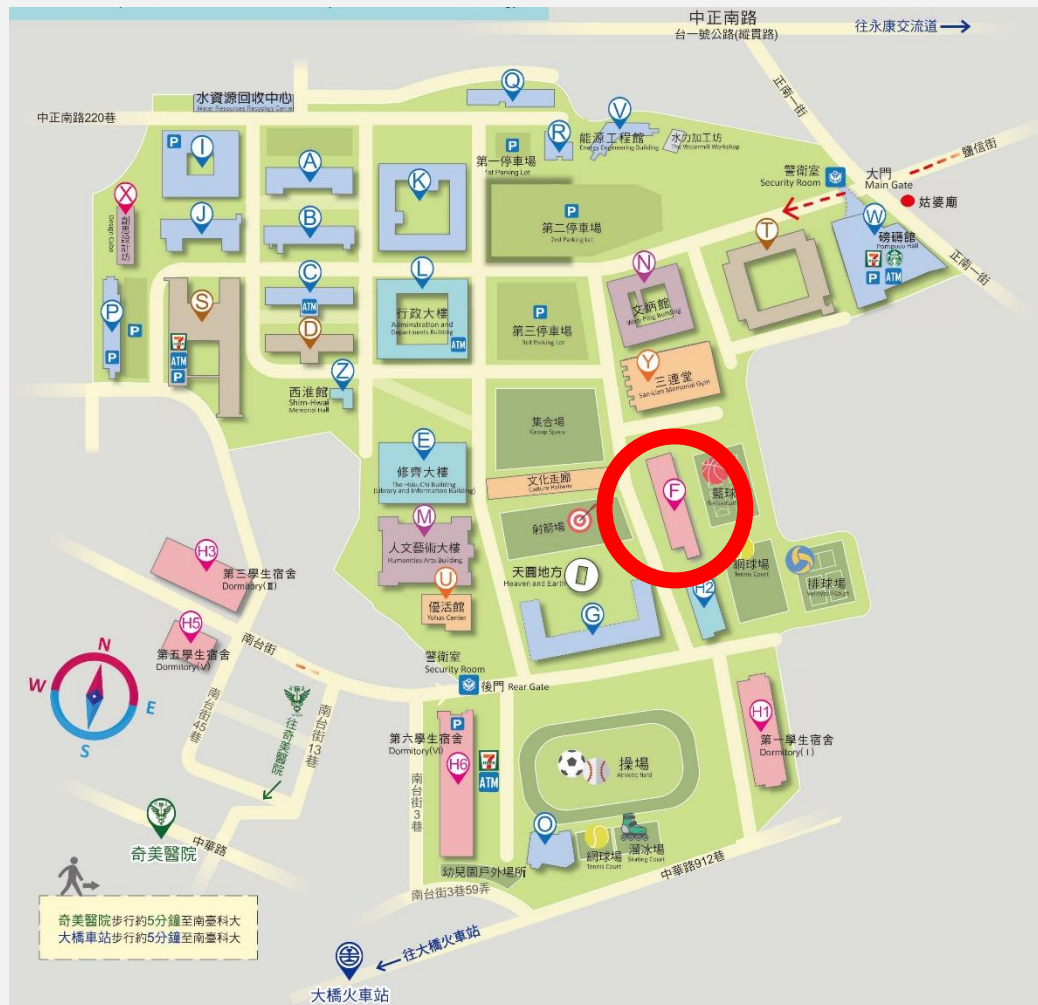 中正南路
台一號公路(縱貫路)
往永康交流道
正南一街
Q
水資源回收中心
Water Resources Recycling Center
中正南路220巷
V
P
I
A
K
P
第一停車場
1st Parking Lot
R
能源工程館
Energy Engineering Building
水力加工坊
The Watermill Workshop
鹽信街
警衛室
Security Room
大門
Main Gate
姑婆廟
X
創思設計坊
Design Cube
J
B
P
第二停車場
2nd Parking Lot
T
W
磅礴館
Pomposo Hall
7
P
ATM
正南一街
N
文炳館
Wen Ping Building
C
ATM
L
行政大樓
Administration and
Departments Building
ATM
P
第三停車場
3rd Parking Lot
P
P
P
S
7
ATM
P
D
Z
西淮館
Shim-Hwai
Memorial Hall
Y
三連堂
San-Lian Memorial Gym
集合場
Group Space
E
修齊大樓
The Hsiu-Chi Building
(Library and Information Building)
文化走廊
Culture Hallway
F
籃球
射箭場
M
人文藝術大樓
Humanities Arts Building
U
優活館
Yuhas Center
天圓地方
Heaven and Earth
G
H2
網球場
Tennis Court
排球場
Volleyball Court
H3
第三學生宿舍
Dormitory(Ⅲ)
H5
第五學生宿舍
Dormitory(Ⅴ)
南台街
警衛室
Security Room
後門 Rear Gate
N
W
E
S
南台街45巷
往奇美醫院
南台街13巷
P
第六學生宿舍
Dormitory(Ⅵ)
H6
7
ATM
南台街3巷
操場
Athletic Field
H1
第一學生宿舍
Dormitory(Ⅰ)
奇美醫院
中華路
O
網球場
Tennis Court
溜冰場
Skating Court
幼兒園戶外場所
南台街3巷59弄
中華路912巷
奇美醫院步行約5分鐘至南臺科大
大橋車站步行約5分鐘至南臺科大
往大橋火車站
大橋火車站